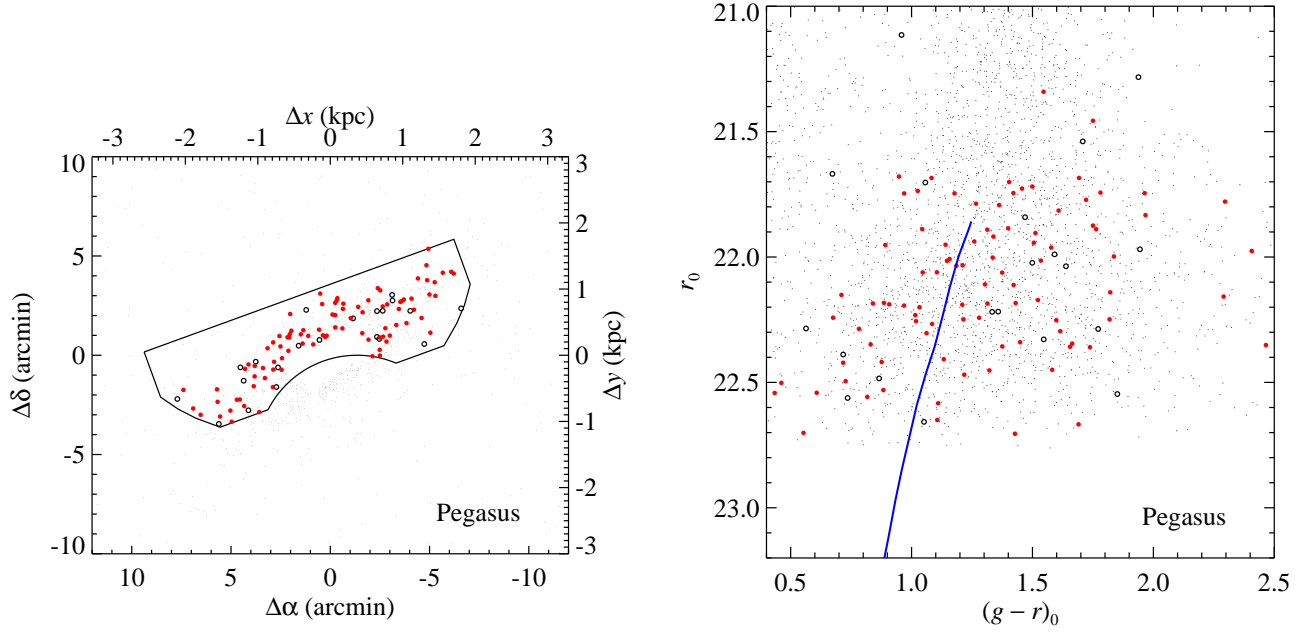 Δx (kpc)
-3 -2 -1 0 1 2 3
10
5
0
-5
-10
Δδ (arcmin)
3
2
1
0
-1
-2
-3
Δy (kpc)
Pegasus
10 5 0 -5 -10
Δα (arcmin)
21.0
21.5
22.0
22.5
23.0
r₀
Pegasus
0.5 1.0 1.5 2.0 2.5
(g − r)₀